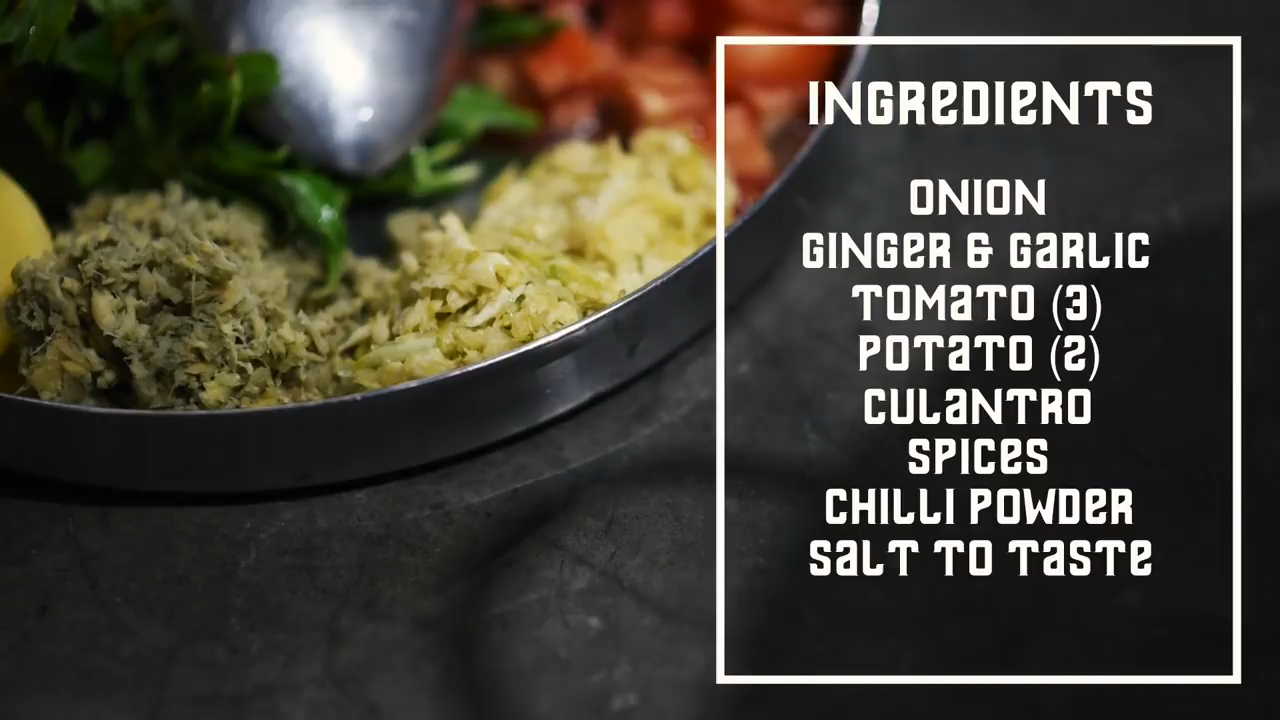 INGREDIENTS
ONION
GINGER & GARLIC
TOMATO (3)
POTATO (2)
CULANTRO
SPICES
CHILLI POWDER
SALT TO TASTE